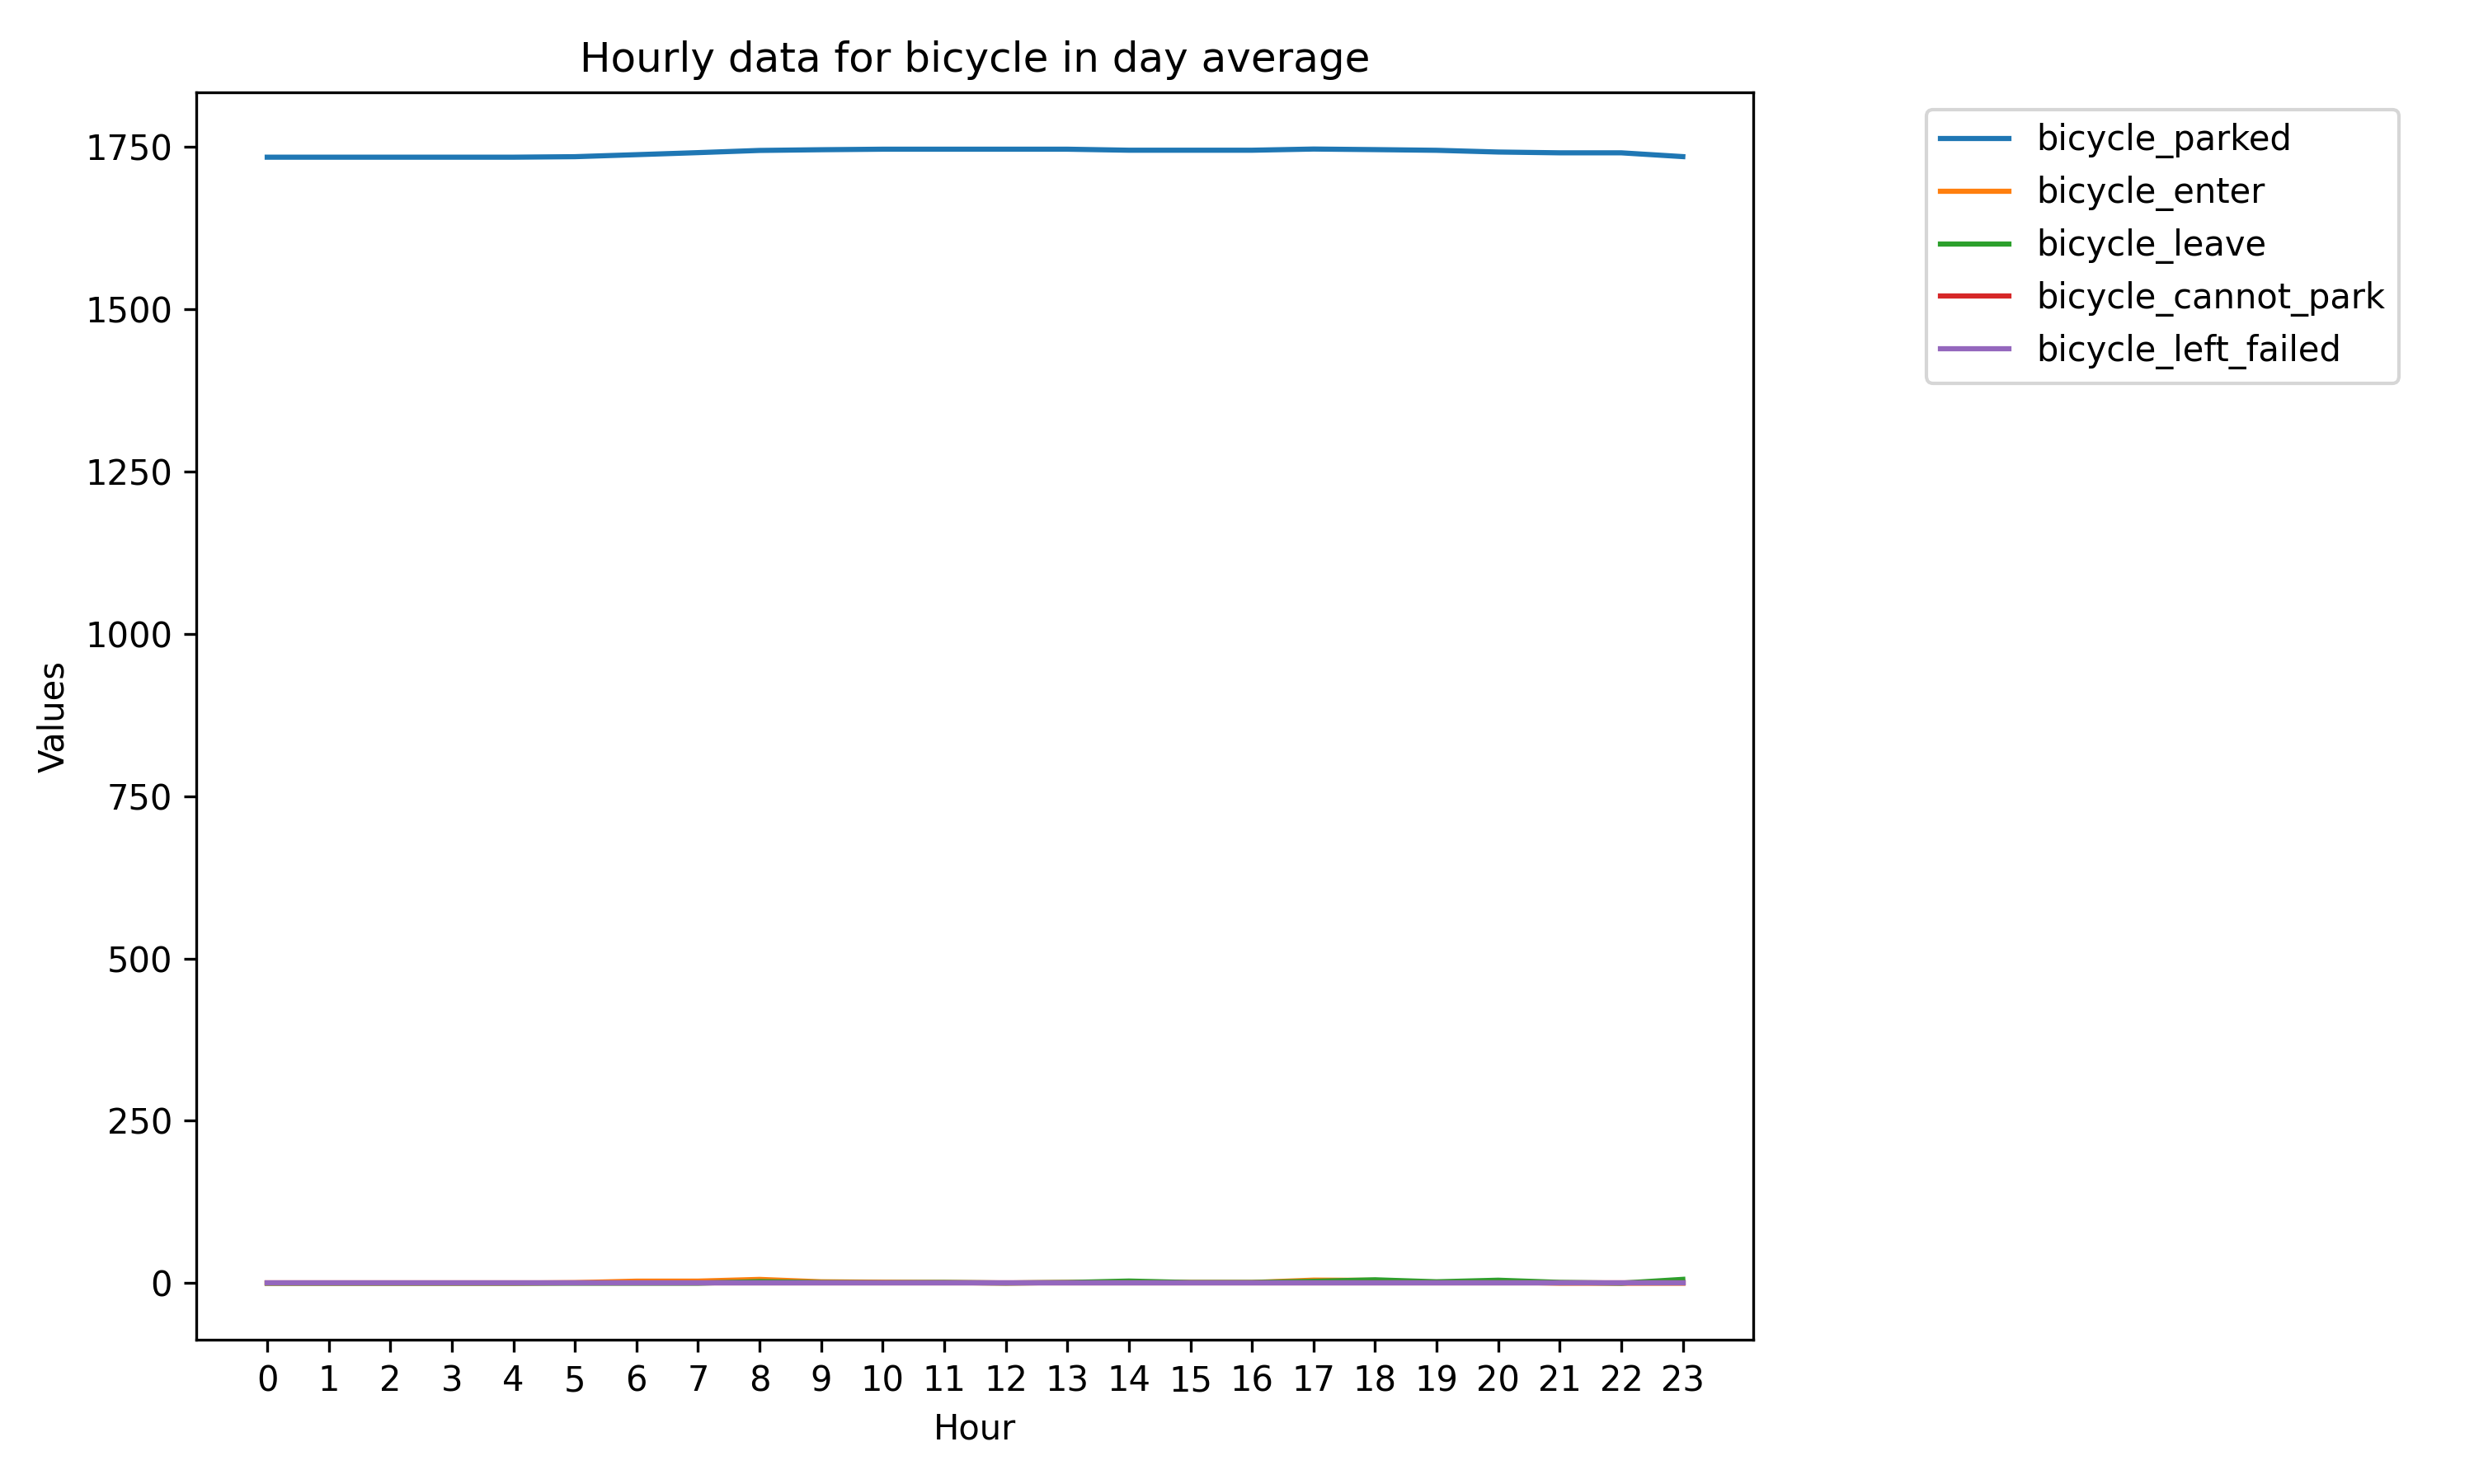 Hourly data for bicycle in day average
1750
1500
1250
1000
750
500
250
0
Values
0 1 2 3 4 5 6 7 8 9 10 11 12 13 14 15 16 17 18 19 20 21 22 23
Hour
bicycle_parked
bicycle_enter
bicycle_leave
bicycle_cannot_park
bicycle_left_failed